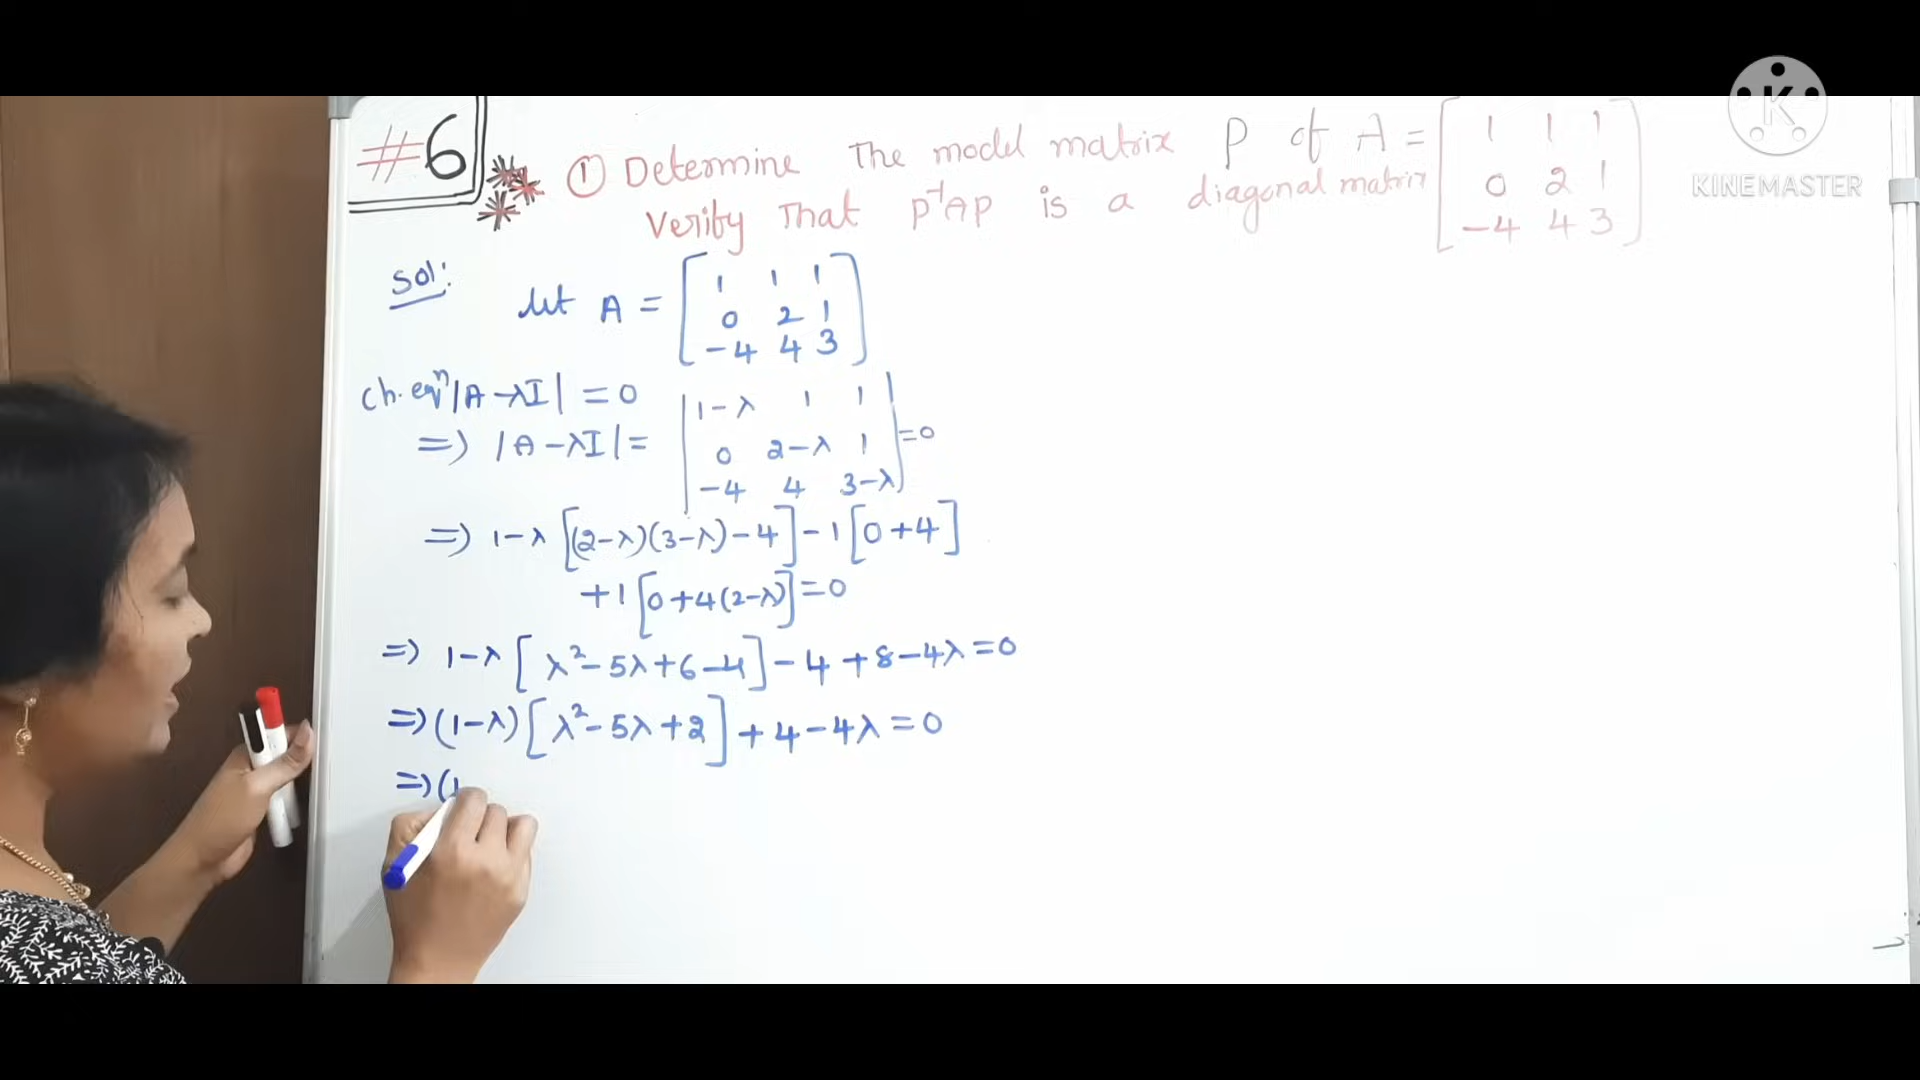 #6
① Determine The model matrix P of A = [1 1 1
0 2 1
-4 4 3]
Verify That P⁻¹AP is a diagonal matrix
KINEMASTER
Sol:
let A = [1 1 1
0 2 1
-4 4 3]
Ch. eqⁿ |A-λI| = 0
=> |A-λI| = |1-λ 1 1
0 2-λ 1
-4 4 3-λ| = 0
=> 1-λ [(2-λ)(3-λ)-4] - 1 [0+4]
+1 [0+4(2-λ)] = 0
=> 1-λ [λ²-5λ+6-4] - 4 + 8 - 4λ = 0
=> (1-λ) [λ²-5λ+2] + 4 - 4λ = 0
=> (1